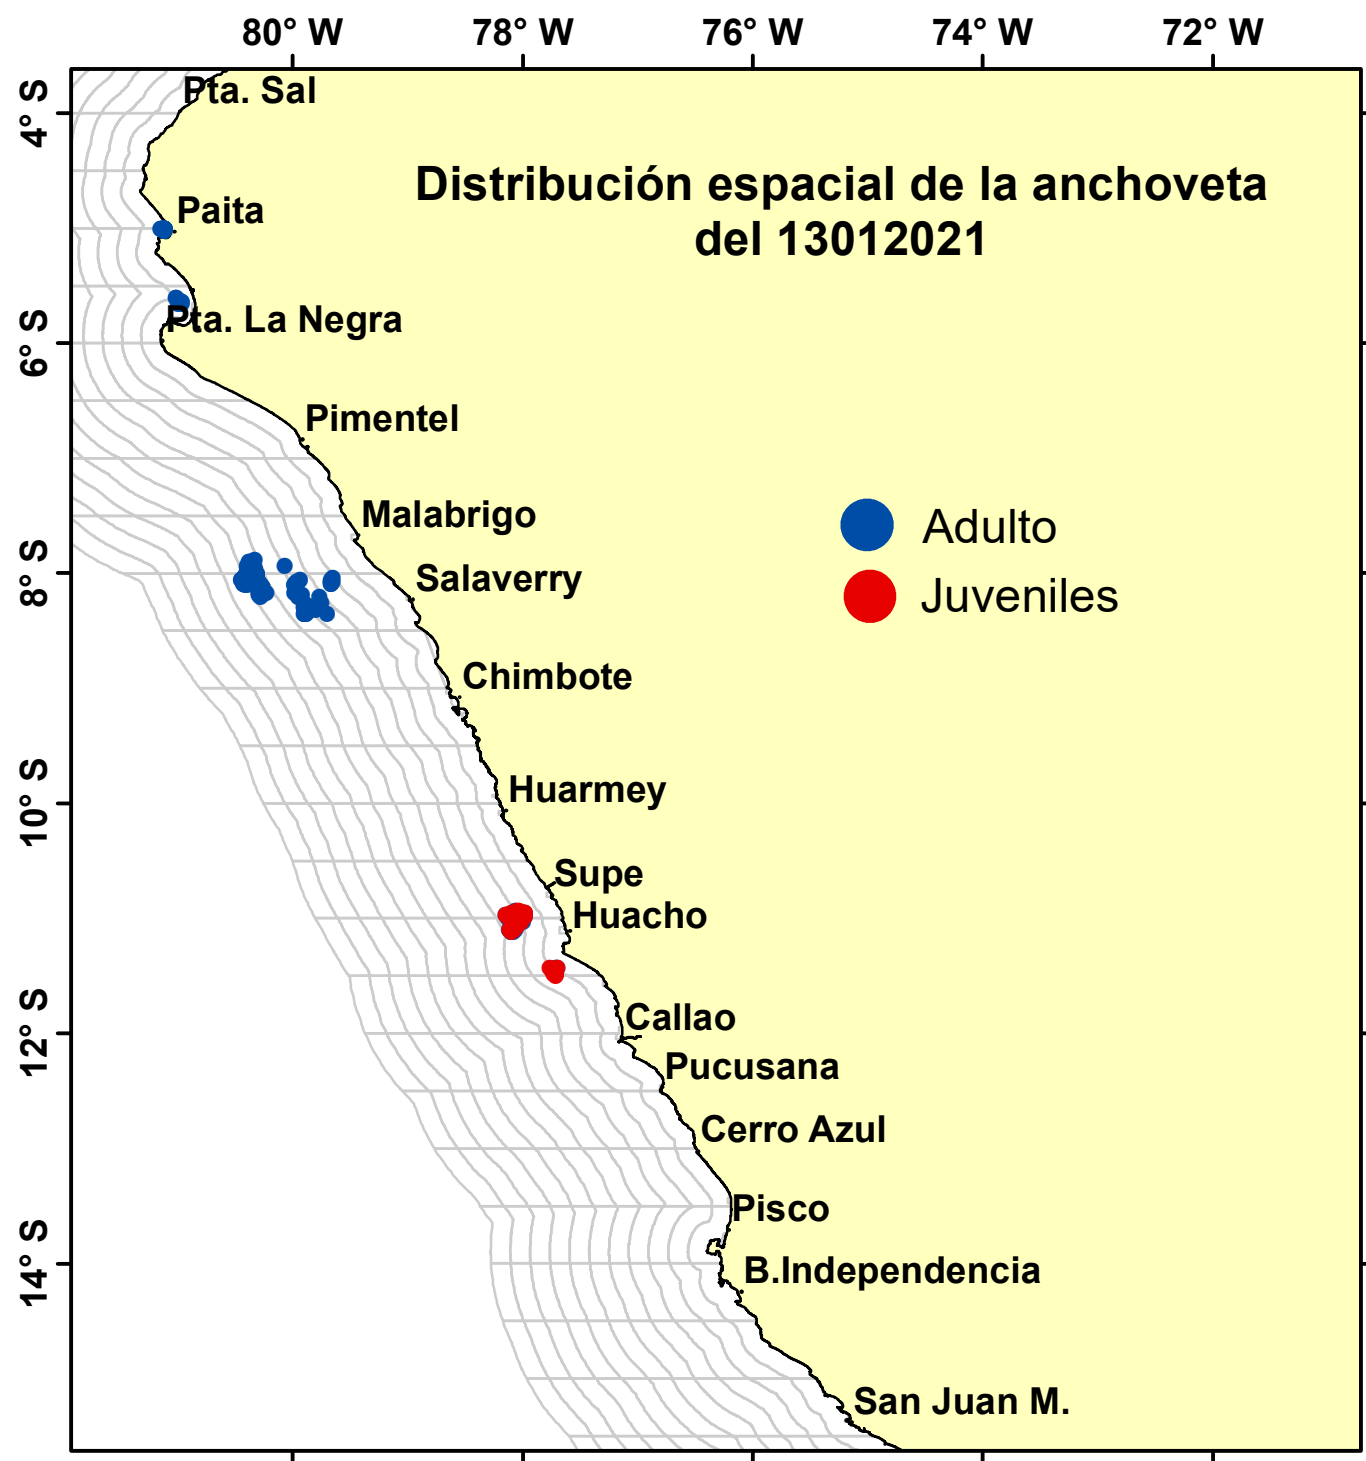 80° W 78° W 76° W 74° W 72° W
4° S
6° S
8° S
10° S
12° S
14° S
Pta. Sal
Distribución espacial de la anchoveta
del 13012021
Paita
Pta. La Negra
Pimentel
Malabrigo
Adulto
Salaverry
Juveniles
Chimbote
Huarmey
Supe
Huacho
Callao
Pucusana
Cerro Azul
Pisco
B.Independencia
San Juan M.